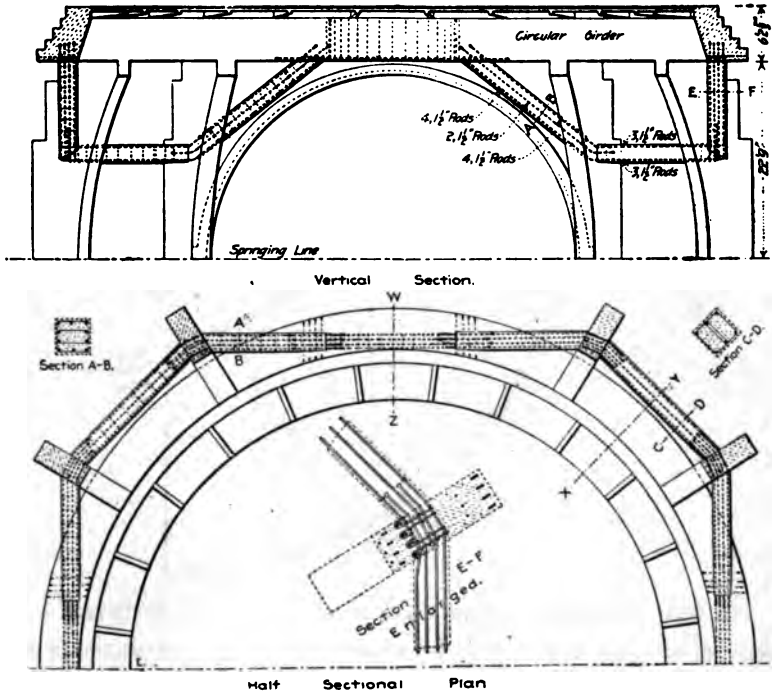 Circular Girder
E F
B
4, 1½" Rods
2, 1½" Rods
A
4, 1½" Rods
3, 1½" Rods
3, 1½" Rods
Springing Line
Vertical Section.
W
A
B
Section A-B.
Section C-D.
Z
Y
D
C
X
Section E-F
Enlarged.
Half Sectional Plan